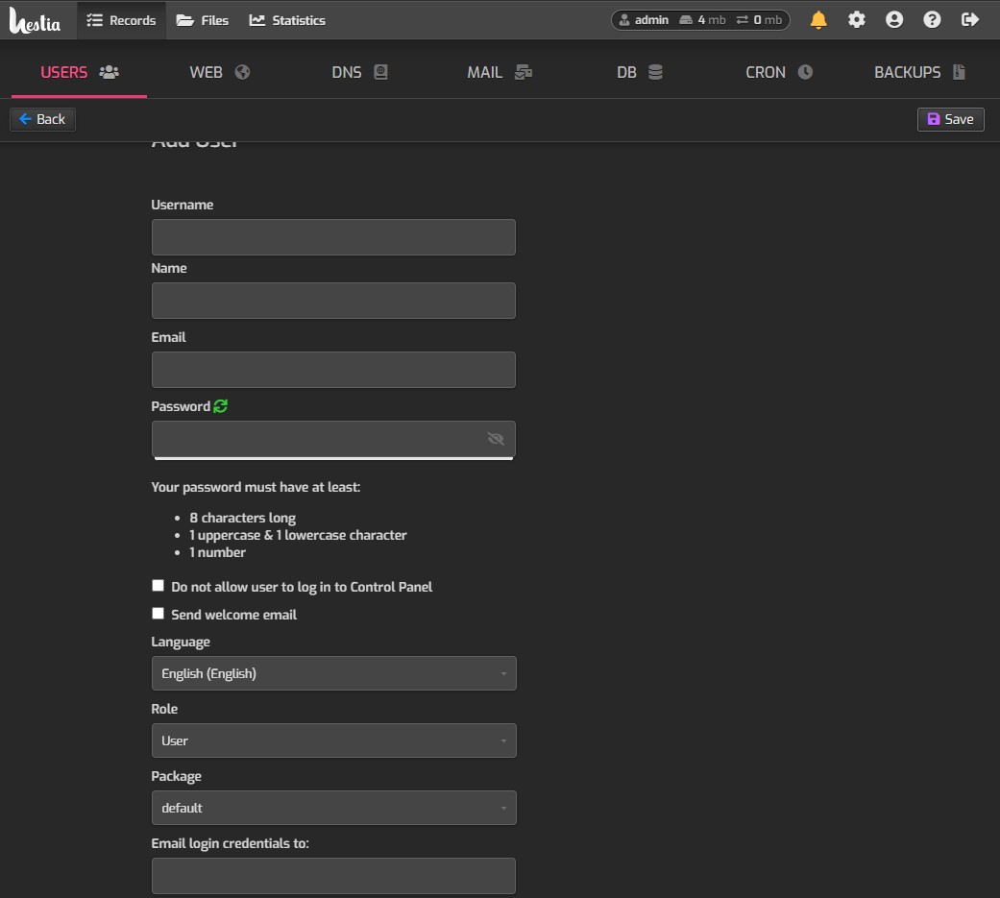 Hestia Records Files Statistics admin 4 mb 0 mb
USERS WEB DNS MAIL DB CRON BACKUPS
Back Save
Add User
Username
Name
Email
Password
Your password must have at least:
8 characters long
1 uppercase & 1 lowercase character
1 number
Do not allow user to log in to Control Panel
Send welcome email
Language
English (English)
Role
User
Package
default
Email login credentials to: